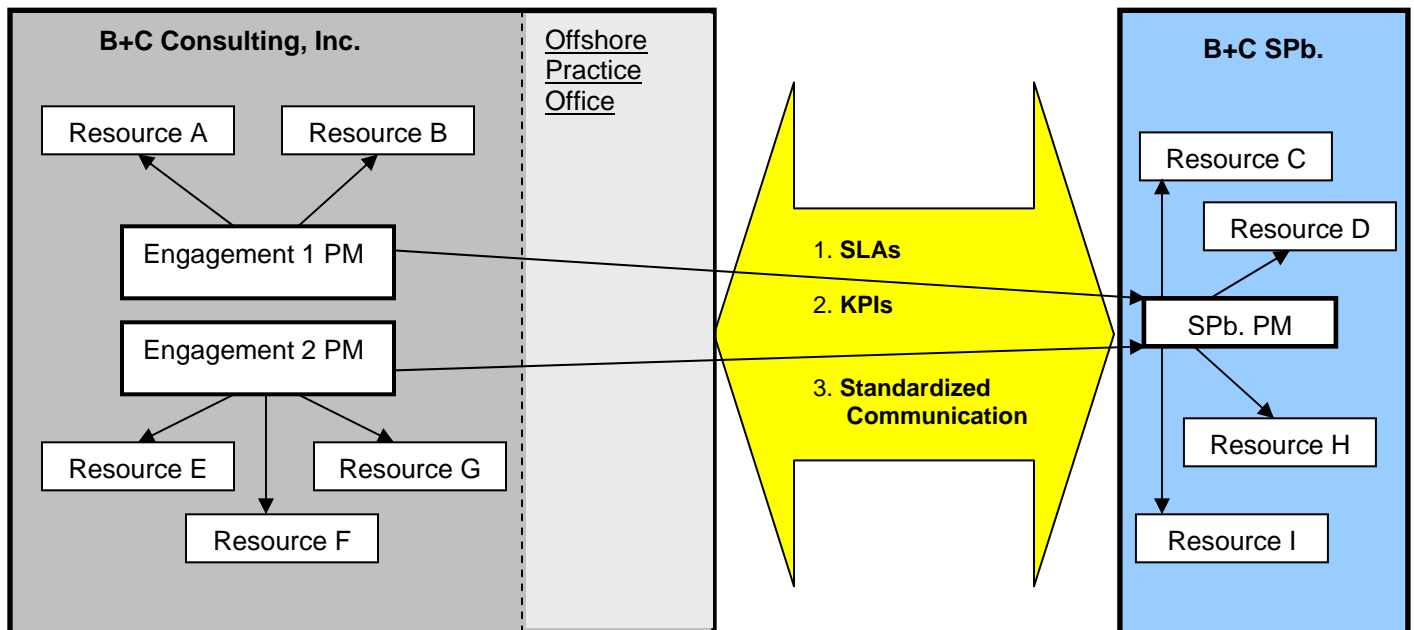 B+C Consulting, Inc.
Offshore
Practice
Office
Resource A
Resource B
Engagement 1 PM
Engagement 2 PM
Resource E
Resource G
Resource F
1. SLAs
2. KPIs
3. Standardized
Communication
B+C SPb.
Resource C
Resource D
SPb. PM
Resource H
Resource I